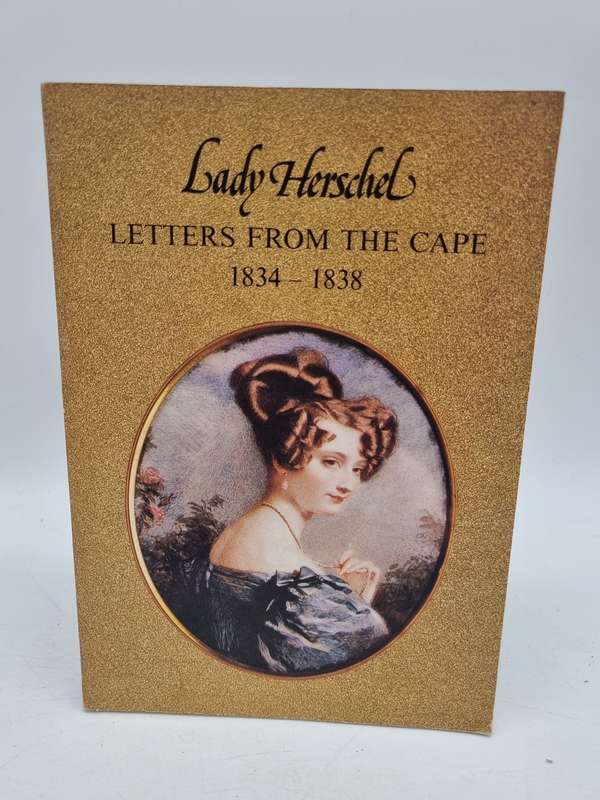 Lady Herschel
LETTERS FROM THE CAPE
1834 – 1838